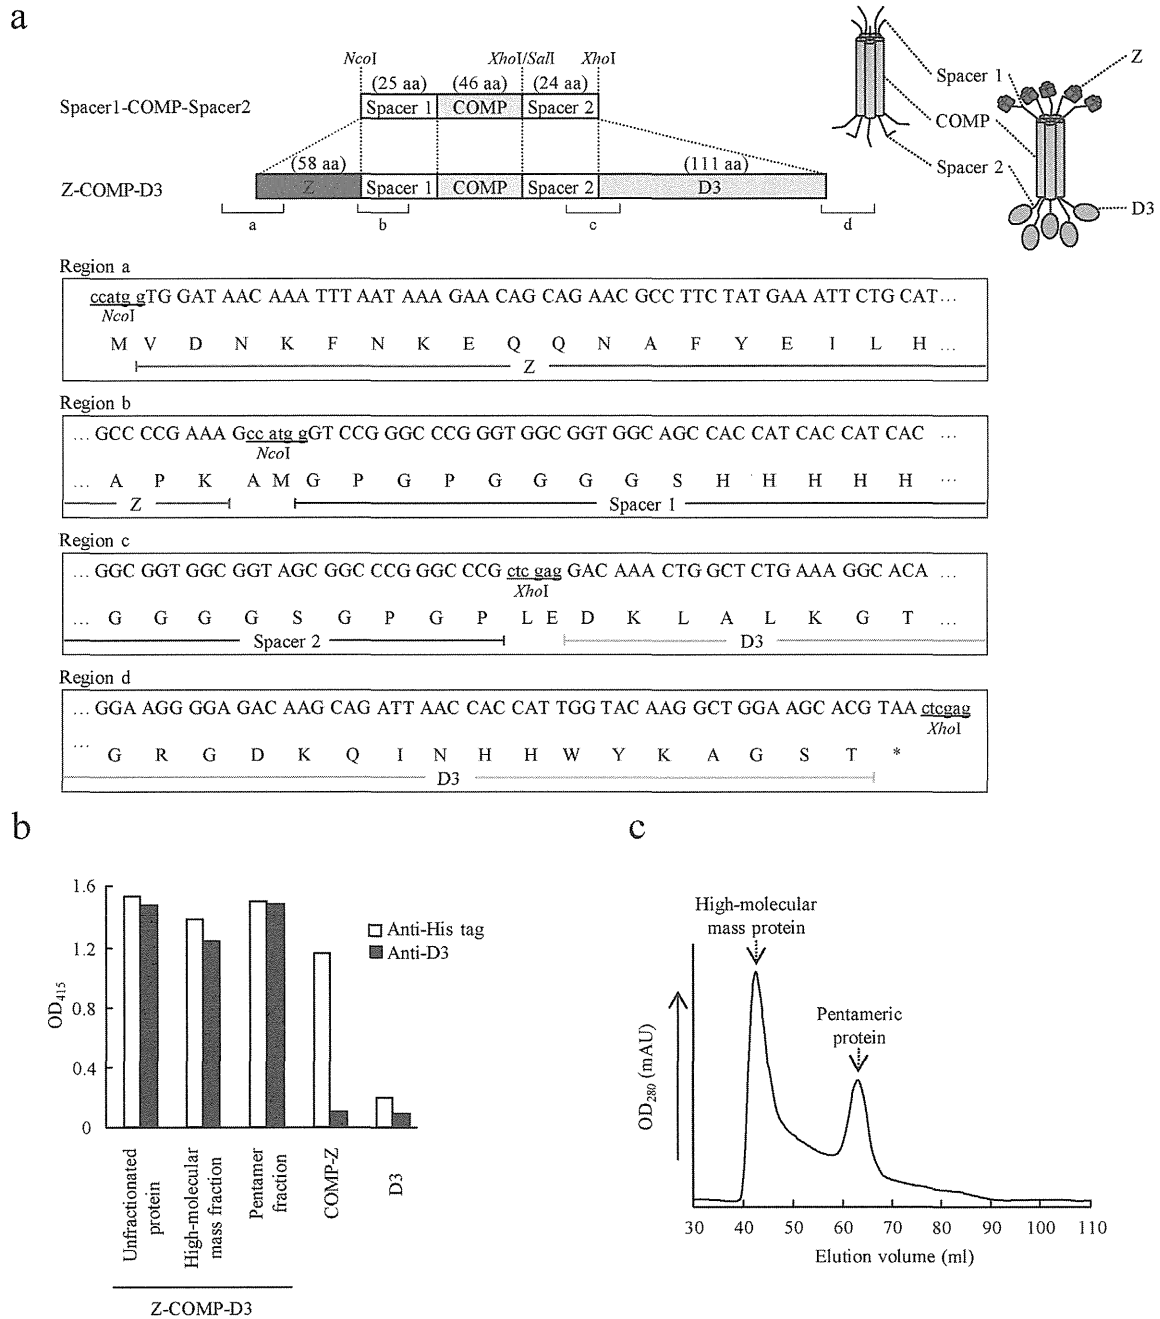 a
NcoI XhoI/SalI XhoI
(25 aa) (46 aa) (24 aa)
Spacer1-COMP-Spacer2 Spacer 1 COMP Spacer 2
(58 aa) (111 aa)
Z-COMP-D3 Z Spacer 1 COMP Spacer 2 D3
a b c d
Spacer 1 Z
COMP
Spacer 2
D3
Region a
ccatg gTG GAT AAC AAA TTT AAT AAA GAA CAG CAG AAC GCC TTC TAT GAA ATT CTG CAT...
NcoI
M V D N K F N K E Q Q N A F Y E I L H ...
Z
Region b
... GCC CCG AAA Gcc atg gGT CCG GGC CCG GGT GGC GGT GGC AGC CAC CAT CAC CAT CAC ...
NcoI
... A P K A M G P G P G G G G S H H H H H ...
Z Spacer 1
Region c
... GGC GGT GGC GGT AGC GGC CCG GGC CCG ctc gag GAC AAA CTG GCT CTG AAA GGC ACA ...
XhoI
... G G G G S G P G P L E D K L A L K G T ...
Spacer 2 D3
Region d
... GGA AGG GGA GAC AAG CAG ATT AAC CAC CAT TGG TAC AAG GCT GGA AGC ACG TAA ctcgag
XhoI
... G R G D K Q I N H H W Y K A G S T *
D3
b
OD415
1.6
1.2
0.8
0.4
0
Anti-His tag
Anti-D3
Unfractionated
protein
High-molecular
mass fraction
Pentamer
fraction
COMP-Z
D3
Z-COMP-D3
c
High-molecular
mass protein
Pentameric
protein
OD280 (mAU)
30 40 50 60 70 80 90 100 110
Elution volume (ml)